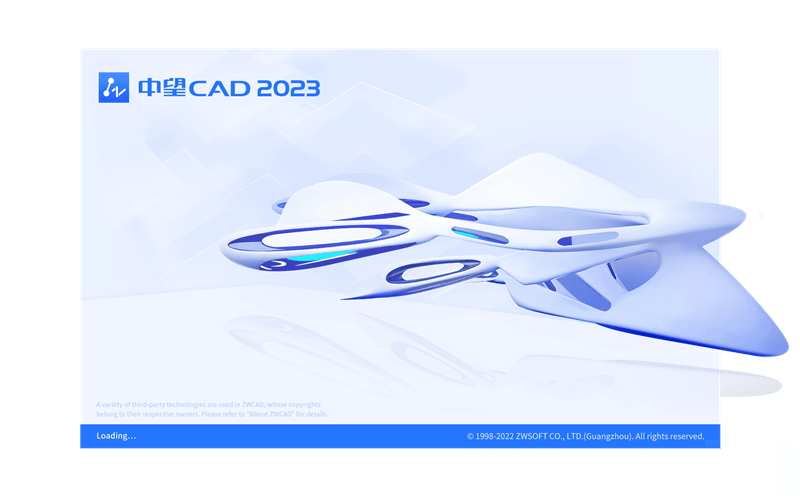 中望CAD 2023
A variety of third-party technologies are used in ZWCAD, whose copyrights
belong to their respective owners. Please refer to "About ZWCAD" for details.
Loading...
© 1998-2022 ZWSOFT CO., LTD.(Guangzhou). All rights reserved.